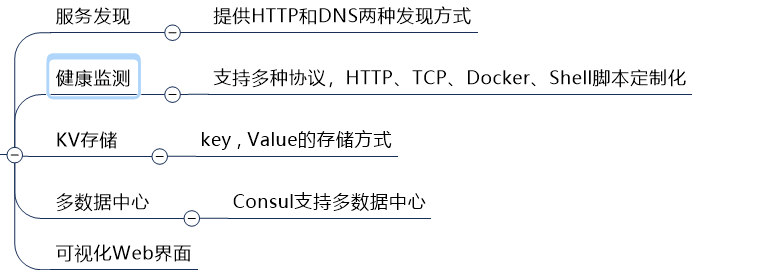 服务发现
提供HTTP和DNS两种发现方式
健康监测
支持多种协议，HTTP、TCP、Docker、Shell脚本定制化
KV存储
key , Value的存储方式
多数据中心
Consul支持多数据中心
可视化Web界面